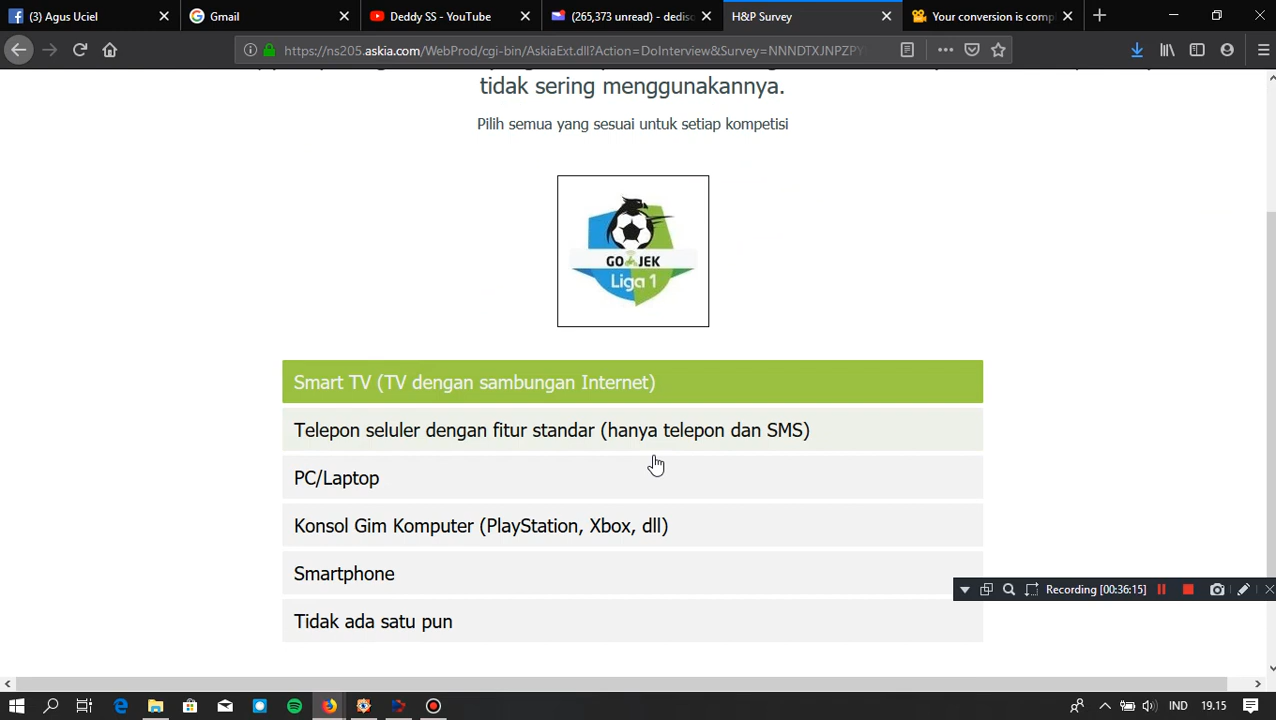 (3) Agus Uciel
Gmail
Deddy SS - YouTube
(265,373 unread) - dedisc
H&P Survey
Your conversion is comp
https://ns205.askia.com/WebProd/cgi-bin/AskiaExt.dll?Action=DoInterview&Survey=NNNDTXJNPZPY
tidak sering menggunakannya.
Pilih semua yang sesuai untuk setiap kompetisi
GO JEK
Liga 1
Smart TV (TV dengan sambungan Internet)
Telepon seluler dengan fitur standar (hanya telepon dan SMS)
PC/Laptop
Konsol Gim Komputer (PlayStation, Xbox, dll)
Smartphone
Recording [00:36:15]
Tidak ada satu pun
IND
19.15